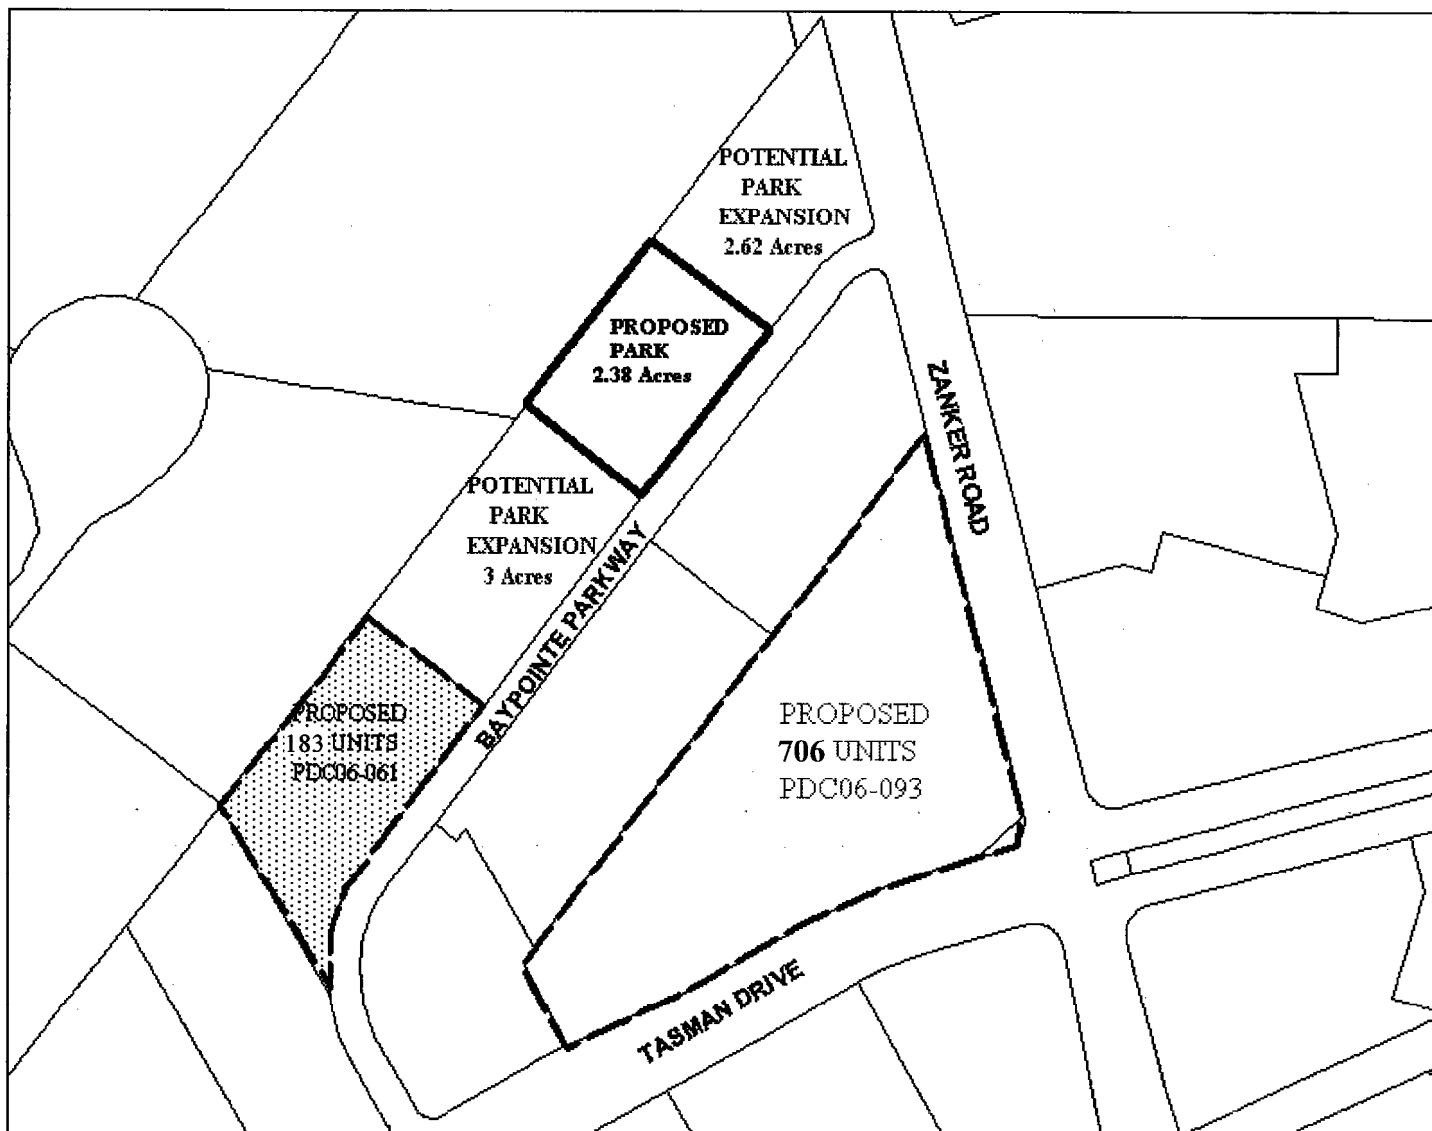 POTENTIAL
PARK
EXPANSION
2.62 Acres
PROPOSED
PARK
2.38 Acres
ZANKER ROAD
POTENTIAL
PARK
EXPANSION
3 Acres
BAYPOINTE PARKWAY
PROPOSED
183 UNITS
PDC06-061
PROPOSED
706 UNITS
PDC06-093
TASMAN DRIVE